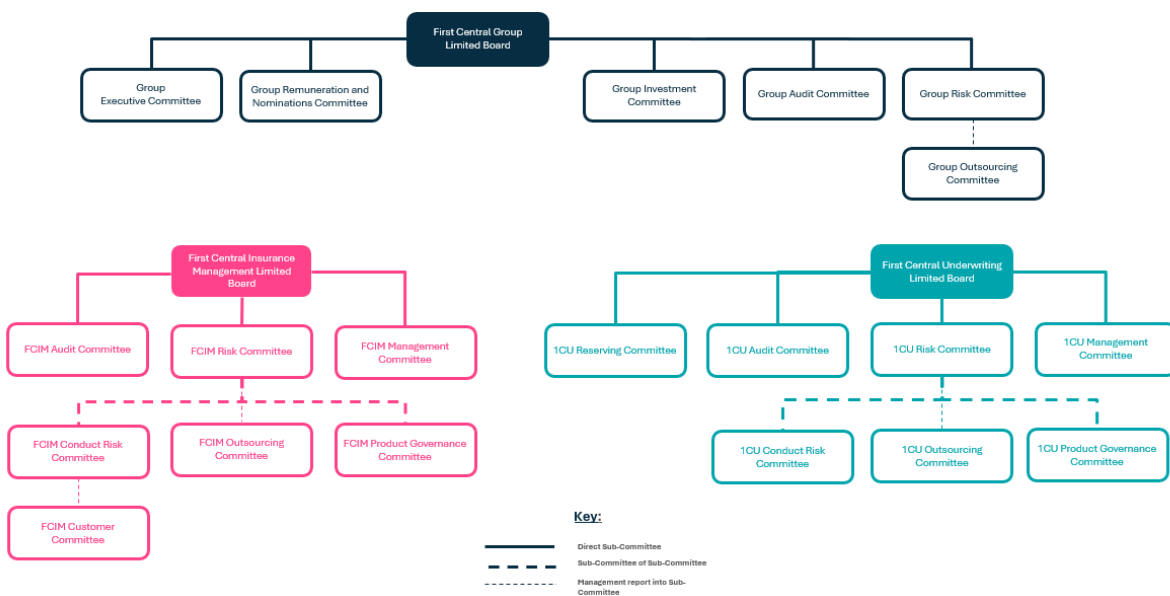 First Central Group
Limited Board
Group
Executive Committee
Group Remuneration and
Nominations Committee
Group Investment
Committee
Group Audit Committee
Group Risk Committee
Group Outsourcing
Committee
First Central Insurance
Management Limited
Board
First Central Underwriting
Limited Board
FCIM Audit Committee
FCIM Risk Committee
FCIM Management
Committee
1CU Reserving Committee
1CU Audit Committee
1CU Risk Committee
1CU Management
Committee
FCIM Conduct Risk
Committee
FCIM Outsourcing
Committee
FCIM Product Governance
Committee
1CU Conduct Risk
Committee
1CU Outsourcing
Committee
1CU Product Governance
Committee
FCIM Customer
Committee
Key:
Direct Sub-Committee
Sub-Committee of Sub-Committee
Management report into Sub-
Committee